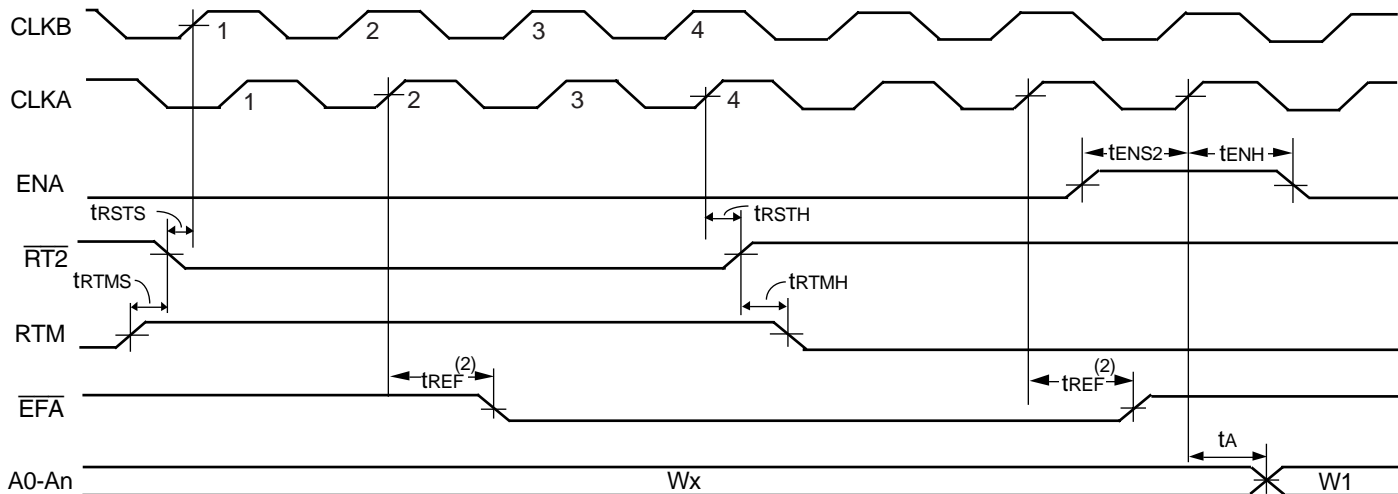 CLKB 1 2 3 4
CLKA 1 2 3 4
tENS2 tENH
ENA
tRSTS tRSTH
RT2
tRTMS tRTMH
RTM
tREF(2) tREF(2)
EFA
tA
A0-An Wx W1